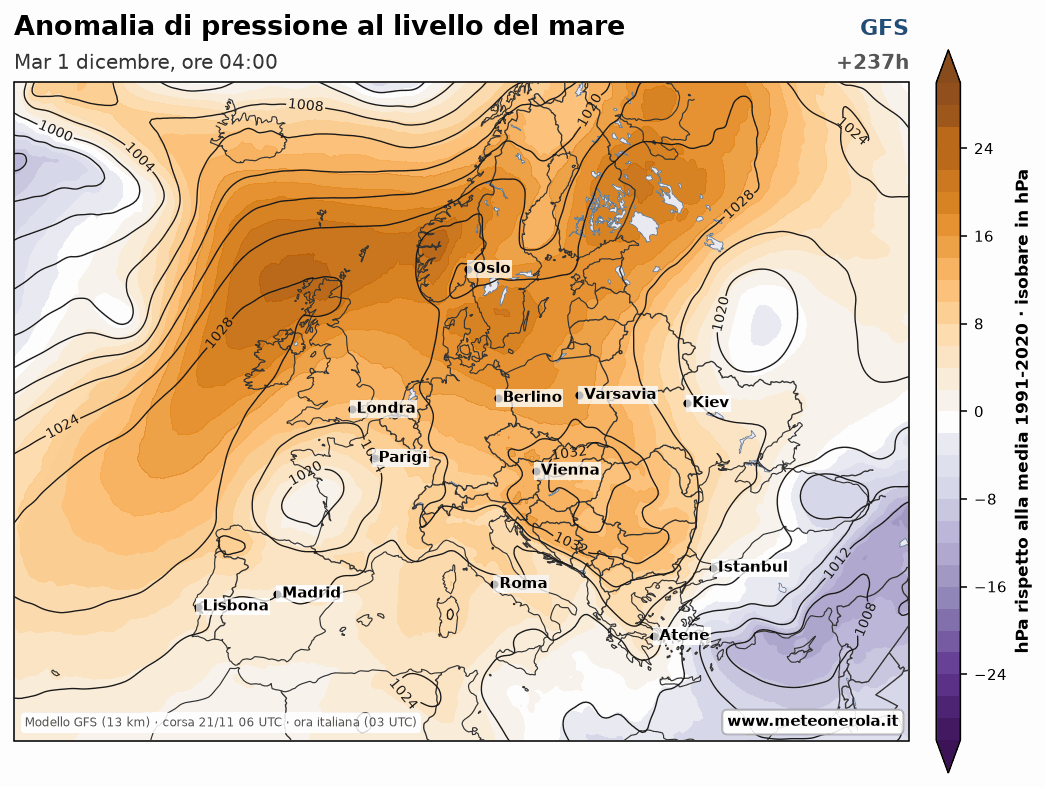 Anomalia di pressione al livello del mare
GFS
Mar 1 dicembre, ore 04:00
+237h
1008
1020
1024
1000
1004
1028
24
16
8
0
−8
−16
−24
hPa rispetto alla media 1991-2020 · isobare in hPa
Oslo
1028
1020
1024
Berlino
Varsavia
Kiev
Londra
Parigi
1032
Vienna
1020
1032
1012
Istanbul
Roma
Madrid
Lisbona
1008
Atene
1024
Modello GFS (13 km) · corsa 21/11 06 UTC · ora italiana (03 UTC)
www.meteonerola.it